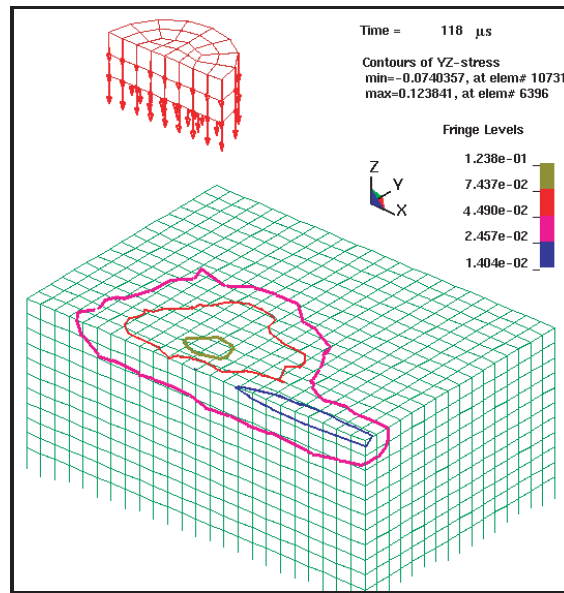 Time = 118 μs
Contours of YZ-stress
min=-0.0740357, at elem# 10731
max=0.123841, at elem# 6396
Fringe Levels
1.238e-01
7.437e-02
4.490e-02
2.457e-02
1.404e-02
Z
Y
X